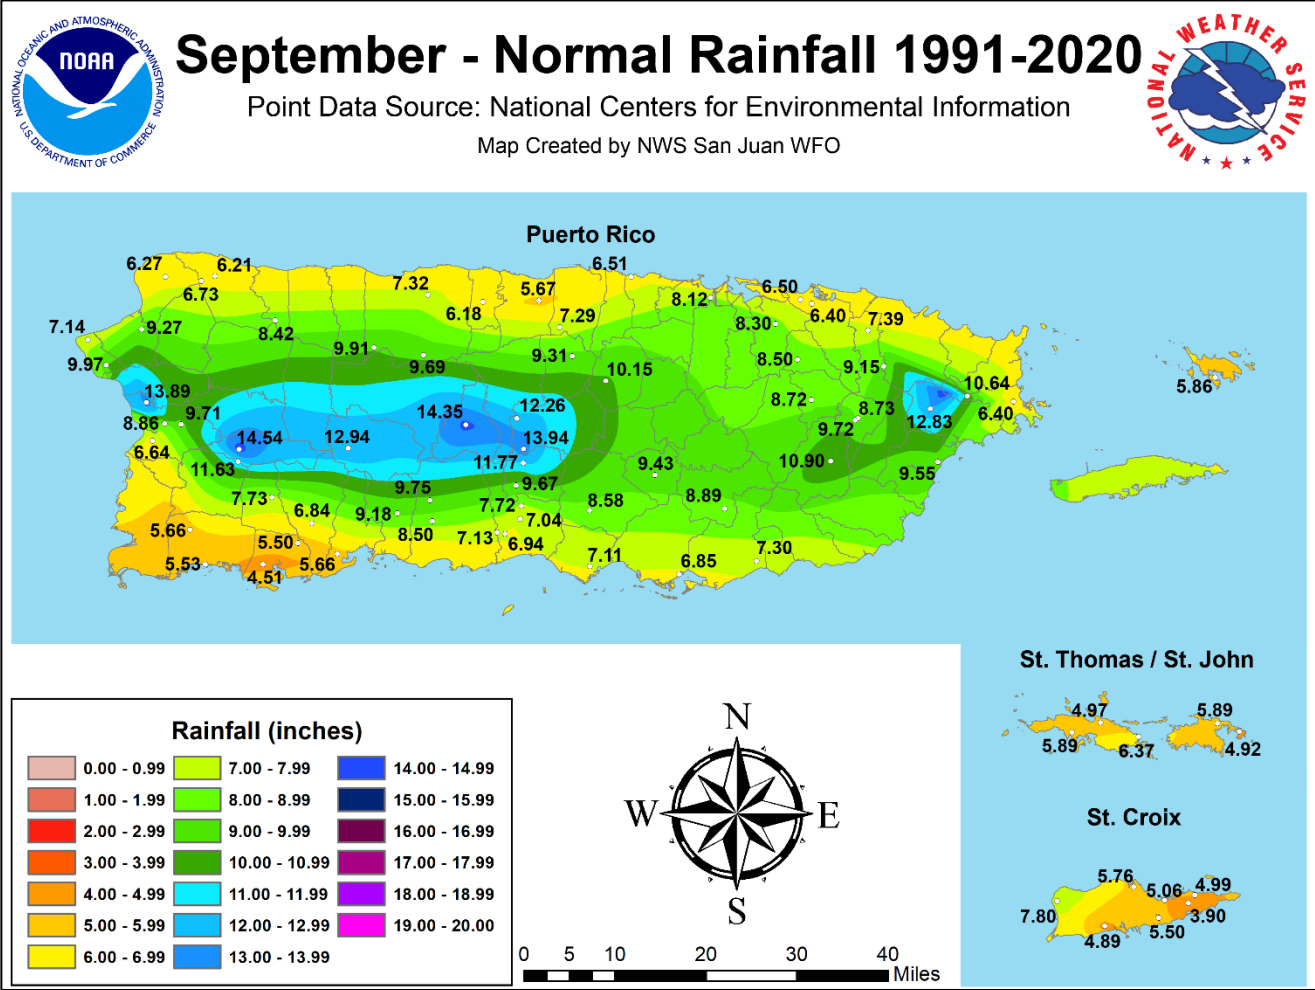 September - Normal Rainfall 1991-2020
Point Data Source: National Centers for Environmental Information
Map Created by NWS San Juan WFO
NATIONAL OCEANIC AND ATMOSPHERIC ADMINISTRATION
NOAA
U.S. DEPARTMENT OF COMMERCE
NATIONAL WEATHER SERVICE
Puerto Rico
6.27
6.21
6.51
6.73
7.32
5.67
6.50
6.18
7.29
8.12
6.40
7.39
7.14
9.27
8.42
8.30
9.97
9.91
9.69
9.31
10.15
8.50
9.15
5.86
13.89
10.64
8.86
9.71
14.35
12.26
8.72
8.73
12.83
6.40
6.64
14.54
12.94
13.94
9.72
11.63
11.77
9.43
10.90
9.55
7.73
9.75
9.67
6.84
9.18
7.72
8.58
8.89
5.66
8.50
7.04
5.50
7.13
6.94
7.11
7.30
5.53
4.51
5.66
6.85
St. Thomas / St. John
4.97
5.89
5.89
6.37
4.92
St. Croix
5.76
5.06
4.99
7.80
3.90
4.89
5.50
Rainfall (inches)
0.00 - 0.99
1.00 - 1.99
2.00 - 2.99
3.00 - 3.99
4.00 - 4.99
5.00 - 5.99
6.00 - 6.99
7.00 - 7.99
8.00 - 8.99
9.00 - 9.99
10.00 - 10.99
11.00 - 11.99
12.00 - 12.99
13.00 - 13.99
14.00 - 14.99
15.00 - 15.99
16.00 - 16.99
17.00 - 17.99
18.00 - 18.99
19.00 - 20.00
N
W
E
S
0 5 10 20 30 40
Miles